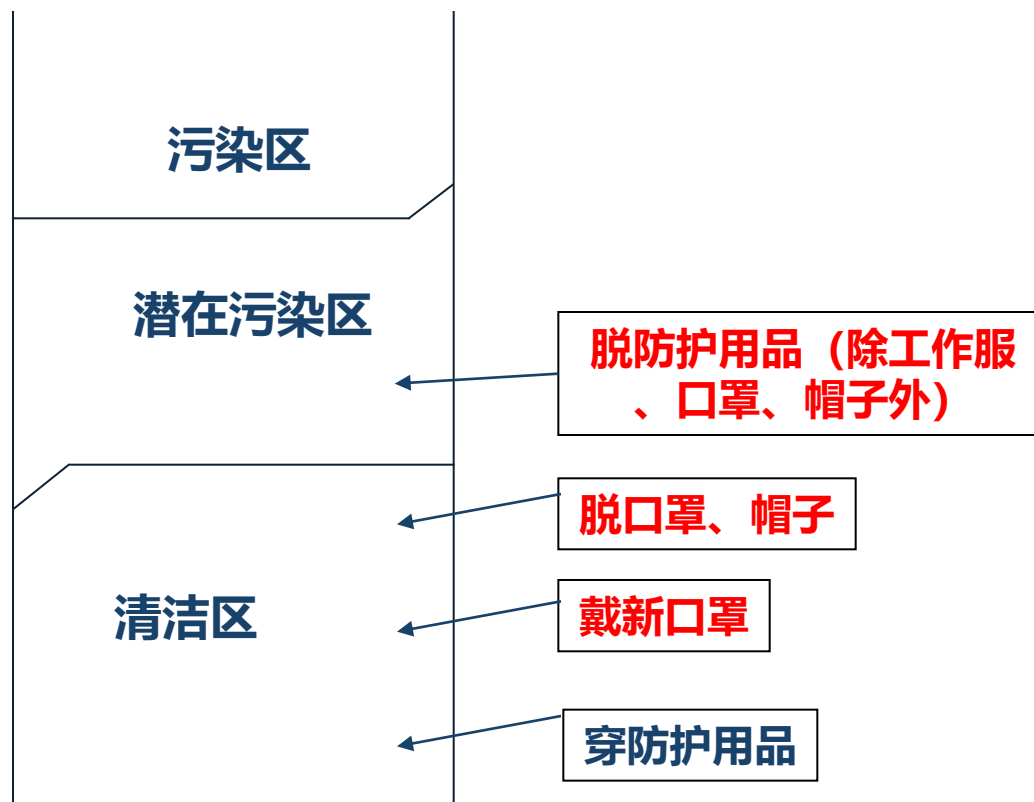 污染区
潜在污染区
脱防护用品（除工作服
、口罩、帽子外）
脱口罩、帽子
清洁区
戴新口罩
穿防护用品